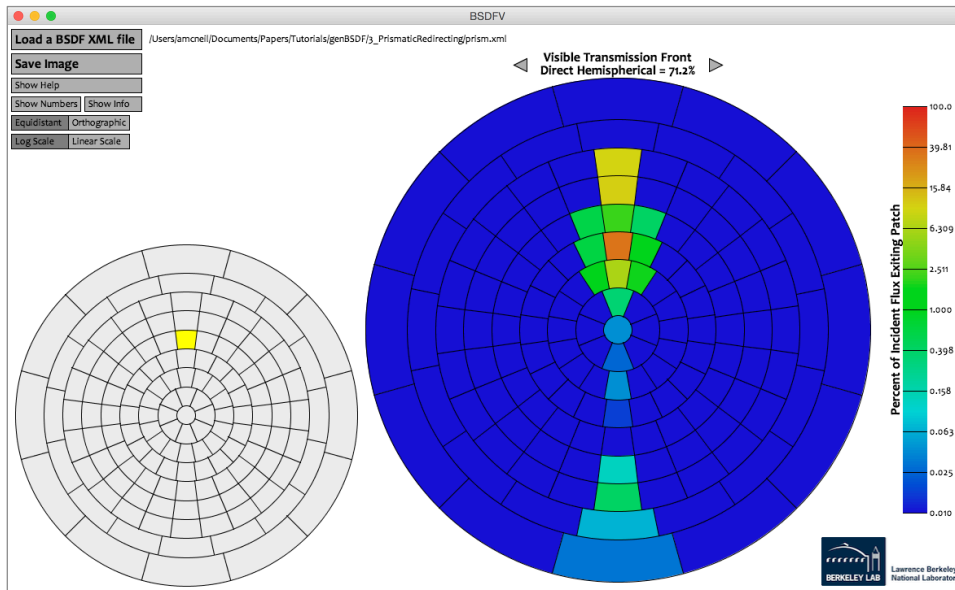 BSDFV
Load a BSDF XML file
/Users/amcneil/Documents/Papers/Tutorials/genBSDF/3_PrismaticRedirecting/prism.xml
Save Image
Show Help
Show Numbers
Show Info
Equidistant
Orthographic
Log Scale
Linear Scale
Visible Transmission Front
Direct Hemispherical = 71.2%
Percent of Incident Flux Exiting Patch
100.0
39.81
15.84
6.309
2.511
1.000
0.398
0.158
0.063
0.025
0.010
BERKELEY LAB
Lawrence Berkeley
National Laborator